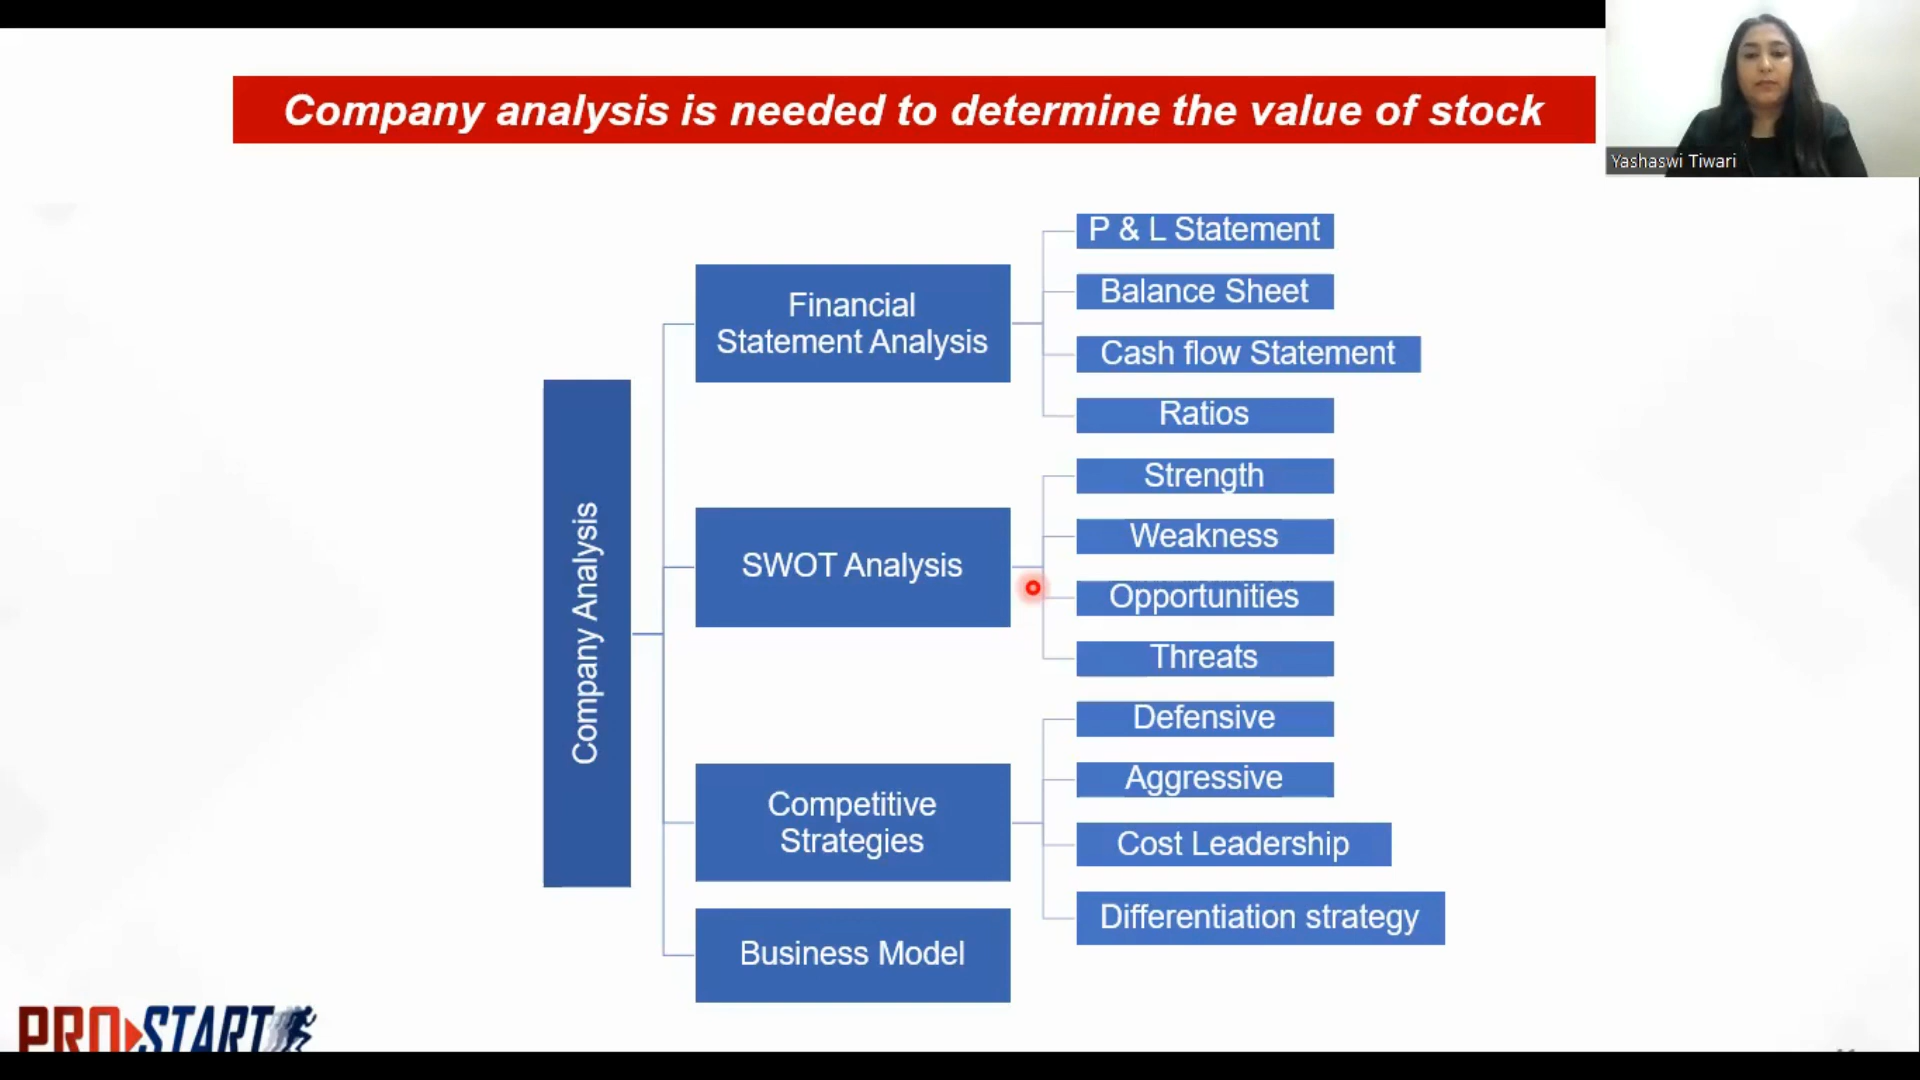 Company analysis is needed to determine the value of stock
Yashaswi Tiwari
Company Analysis
Financial
Statement Analysis
P & L Statement
Balance Sheet
Cash flow Statement
Ratios
SWOT Analysis
Strength
Weakness
Opportunities
Threats
Competitive
Strategies
Defensive
Aggressive
Cost Leadership
Differentiation strategy
Business Model
PRO START